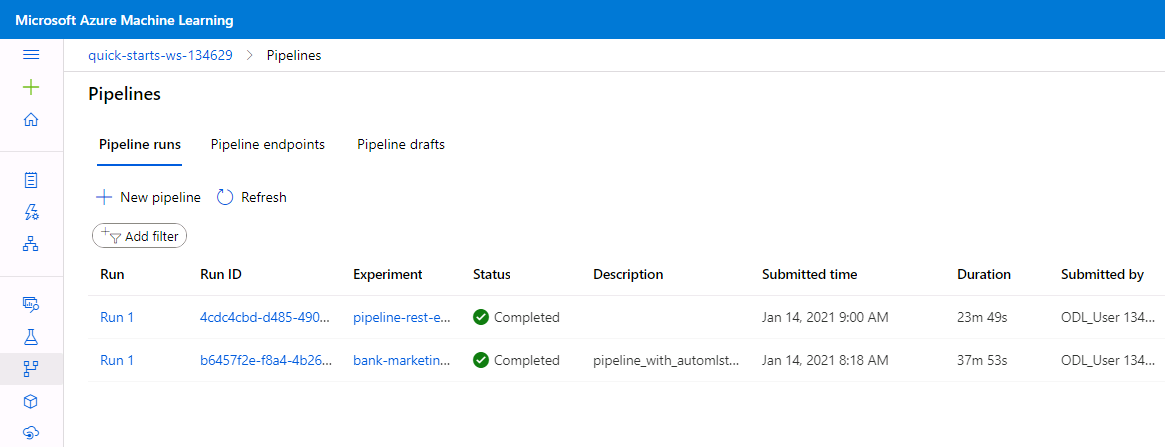 Microsoft Azure Machine Learning
quick-starts-ws-134629 > Pipelines
Pipelines
Pipeline runs Pipeline endpoints Pipeline drafts
New pipeline Refresh
Add filter
Run Run ID Experiment Status Description Submitted time Duration Submitted by
Run 1 4cdc4cbd-d485-490... pipeline-rest-e... Completed Jan 14, 2021 9:00 AM 23m 49s ODL_User 134...
Run 1 b6457f2e-f8a4-4b26... bank-marketin... Completed pipeline_with_automlst... Jan 14, 2021 8:18 AM 37m 53s ODL_User 134...